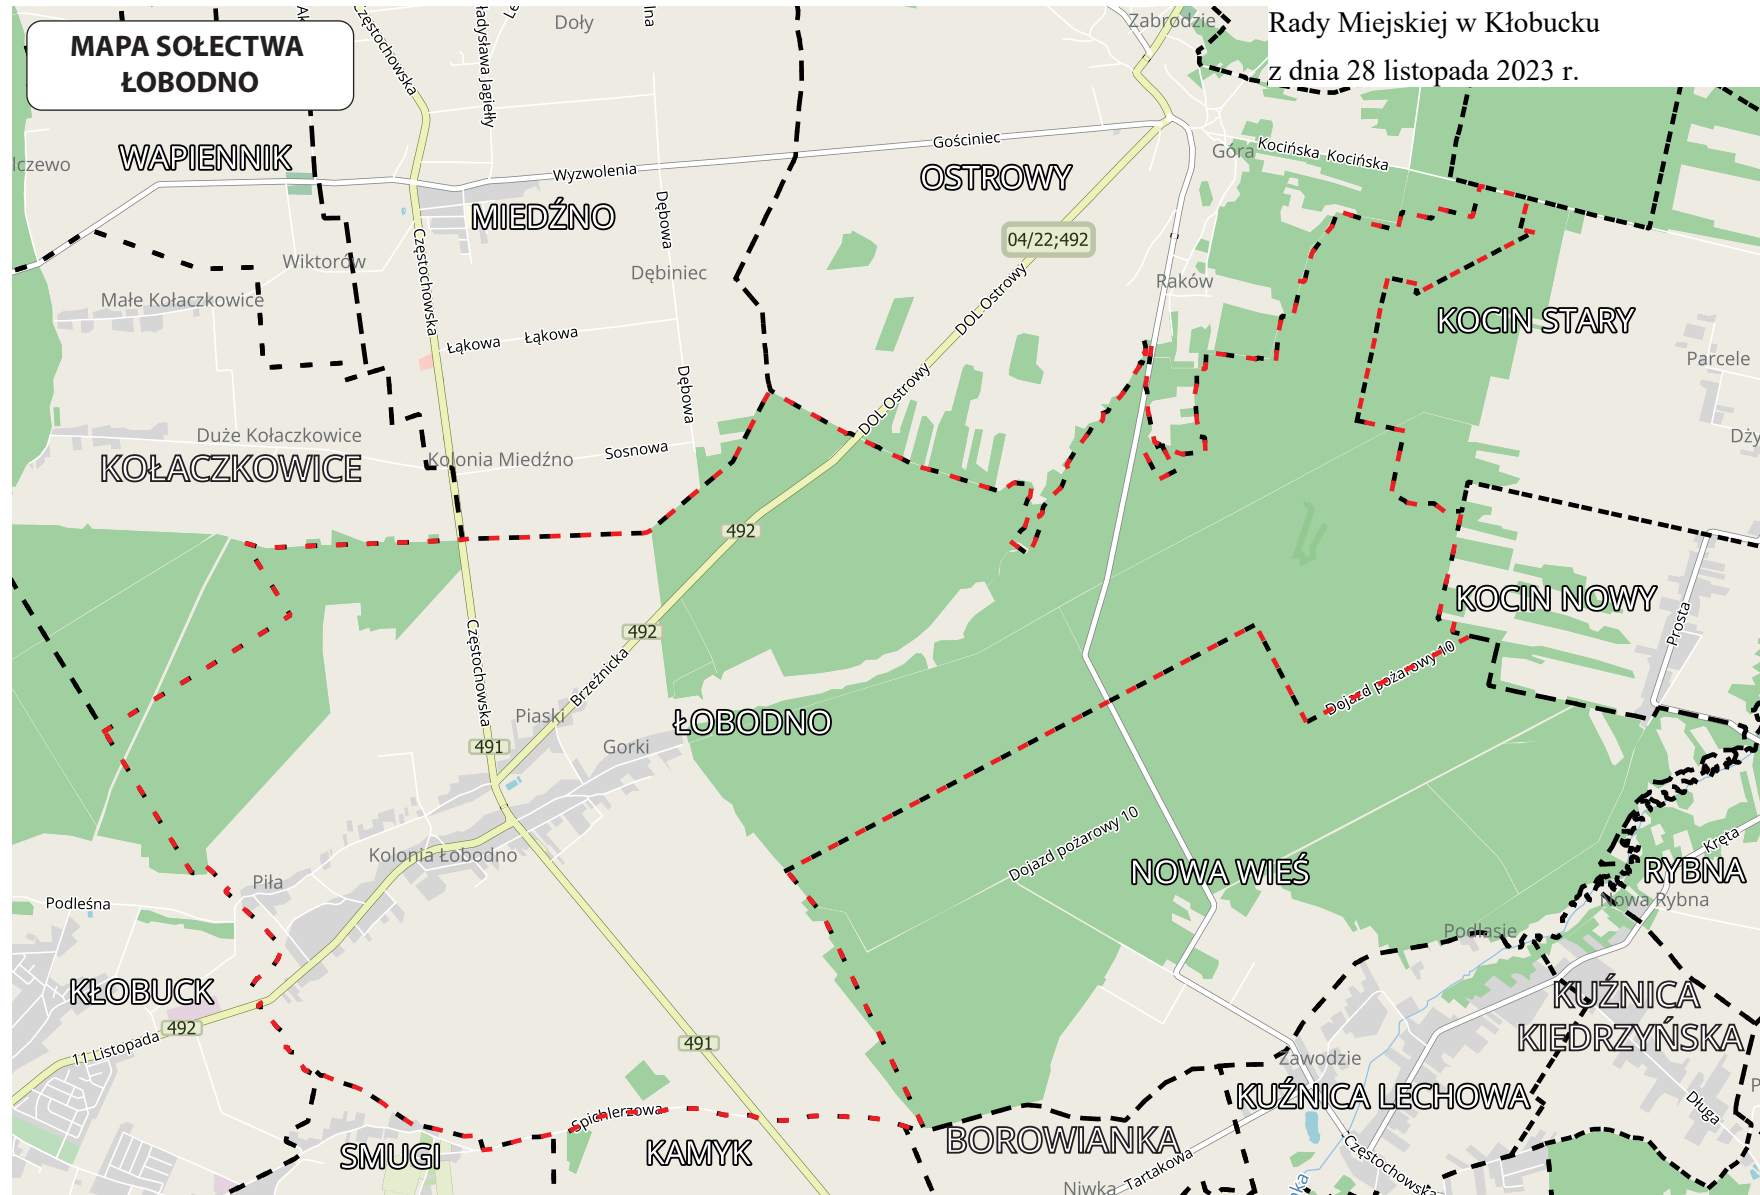 Rady Miejskiej w Kłobucku
z dnia 28 listopada 2023 r.
MAPA SOŁECTWA
ŁOBODNO
Częstochowska
Doły
Zabrodzie
WAPIENNIK
Wyzwolenia
Gościniec
Góra
Kocińska Kocińska
MIEDŹNO
OSTROWY
04/22;492
Dębowa
Częstochowska
Wiktorów
Dębiniec
Raków
Małe Kołaczkowice
DOL Ostrowy
KOCIN STARY
Łąkowa Łąkowa
Parcele
Dębowa
DOL Ostrowy
Duże Kołaczkowice
KOŁACZKOWICE
Kolonia Miedźno
Sosnowa
492
KOCIN NOWY
Prosta
492
Częstochowska
Brzeźnicka
Dojazd pożarowy 10
Piaski
ŁOBODNO
Gorki
491
Kolonia Łobodno
Dojazd pożarowy 10
NOWA WIEŚ
Kręta
RYBNA
Piła
Podleśna
Nowa Rybna
Podlasie
KŁOBUCK
KUŹNICA
KIEDRZYŃSKA
492
11 Listopada
491
Zawodzie
KUŹNICA LECHOWA
Spichlerzowa
Długa
SMUGI
KAMYK
BOROWIANKA
Częstochowska
Niwka
Tartakowa